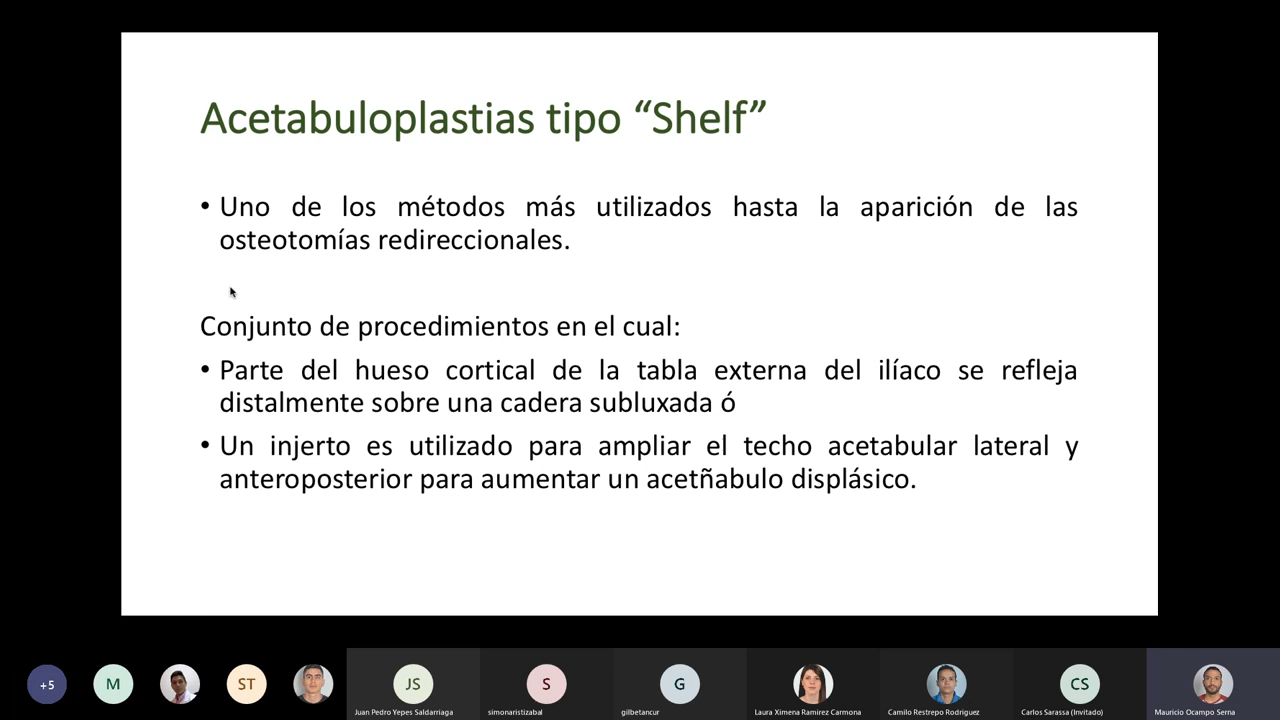 Acetabuloplastias tipo “Shelf”
• Uno de los métodos más utilizados hasta la aparición de las
osteotomías redireccionales.
Conjunto de procedimientos en el cual:
• Parte del hueso cortical de la tabla externa del ilíaco se refleja
distalmente sobre una cadera subluxada ó
• Un injerto es utilizado para ampliar el techo acetabular lateral y
anteroposterior para aumentar un acetñabulo displásico.
+5
M
ST
JS
S
G
CS
Juan Pedro Yepes Saldarriaga
simonaristizabal
gilbetancur
Laura Ximena Ramirez Carmona
Camilo Restrepo Rodriguez
Carlos Sarassa (Invitado)
Mauricio Ocampo Serna